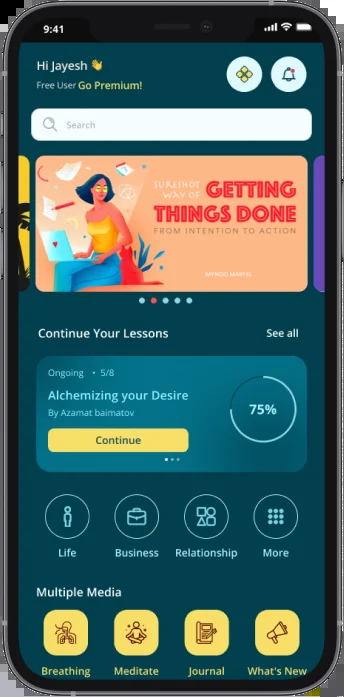 9:41
Hi Jayesh 👋
Free User Go Premium!
Search
SURESHOT
WAY OF GETTING
THINGS DONE
FROM INTENTION TO ACTION
Continue Your Lessons
See all
Ongoing • 5/8
Alchemizing your Desire
By Azamat baimatov
75%
Continue
Life
Business
Relationship
More
Multiple Media
Breathing
Meditate
Journal
What's New